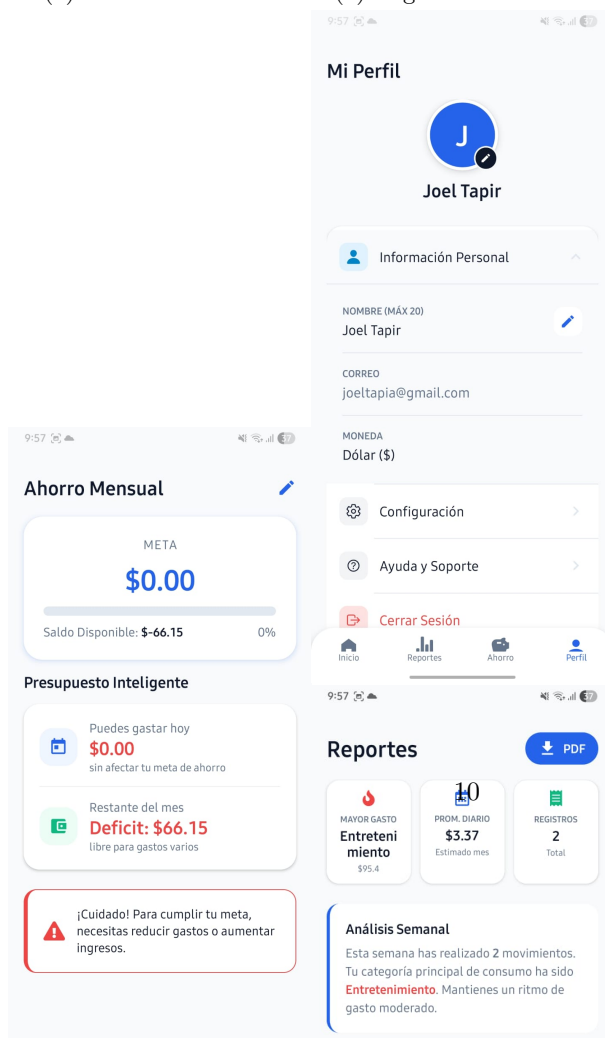 9:57
37
Mi Perfil
J
Joel Tapir
Información Personal
NOMBRE (MÁX 20)
Joel Tapir
CORREO
joeltapia@gmail.com
MONEDA
Dólar ($)
Configuración
Ayuda y Soporte
Cerrar Sesión
Inicio
Reportes
Ahorro
Perfil
9:57
37
Ahorro Mensual
META
$0.00
Saldo Disponible: $-66.15
0%
Presupuesto Inteligente
Puedes gastar hoy
$0.00
sin afectar tu meta de ahorro
Restante del mes
Deficit: $66.15
libre para gastos varios
¡Cuidado! Para cumplir tu meta,
necesitas reducir gastos o aumentar
ingresos.
9:57
37
Reportes
PDF
MAYOR GASTO
Entreteni
miento
$95.4
10
PROM. DIARIO
$3.37
Estimado mes
REGISTROS
2
Total
Análisis Semanal
Esta semana has realizado 2 movimientos.
Tu categoría principal de consumo ha sido
Entretenimiento. Mantienes un ritmo de
gasto moderado.